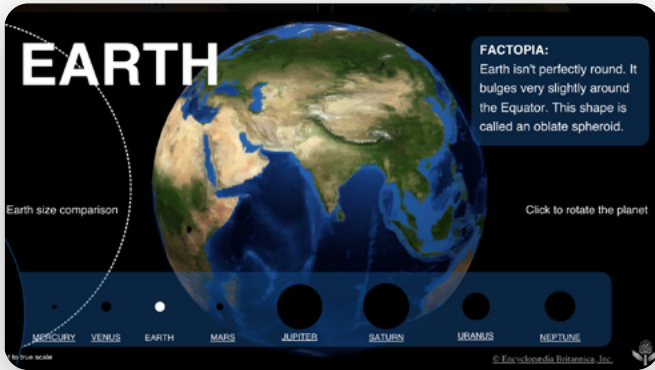 EARTH
FACTOPIA:
Earth isn't perfectly round. It
bulges very slightly around
the Equator. This shape is
called an oblate spheroid.
Earth size comparison
Click to rotate the planet
MERCURY
VENUS
EARTH
MARS
JUPITER
SATURN
URANUS
NEPTUNE
to true scale
© Encyclopædia Britannica, Inc.